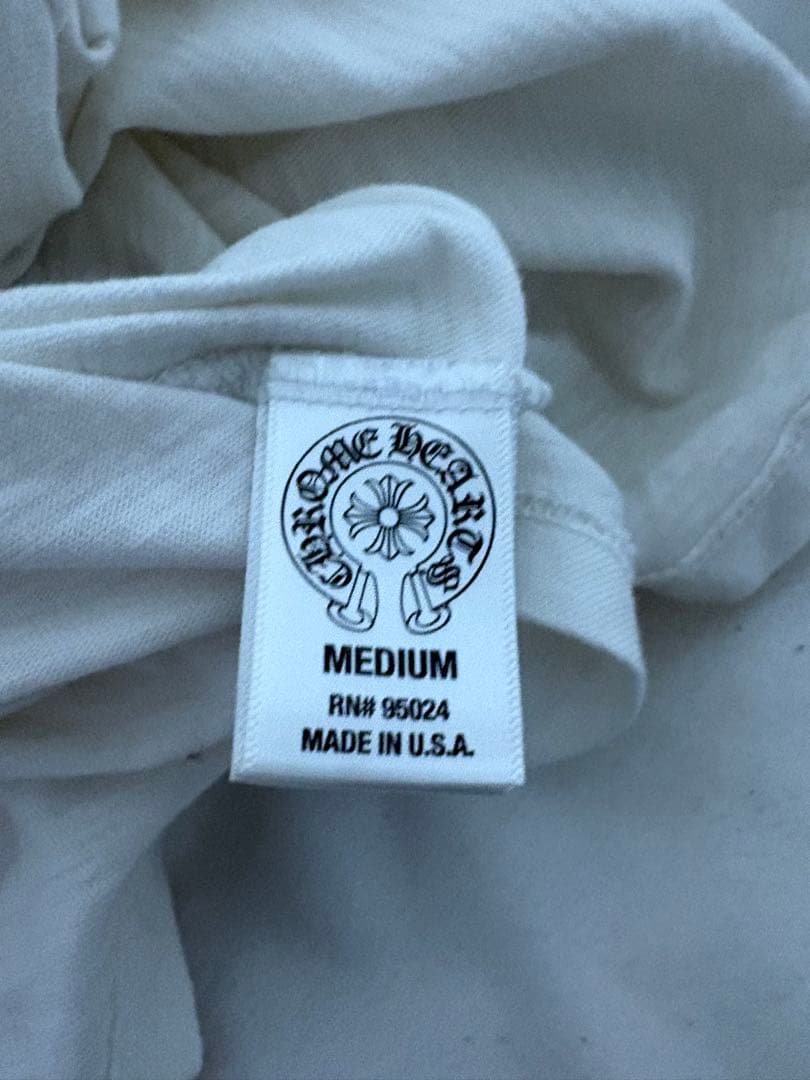 CHROME HEARTS
MEDIUM
RN# 95024
MADE IN U.S.A.